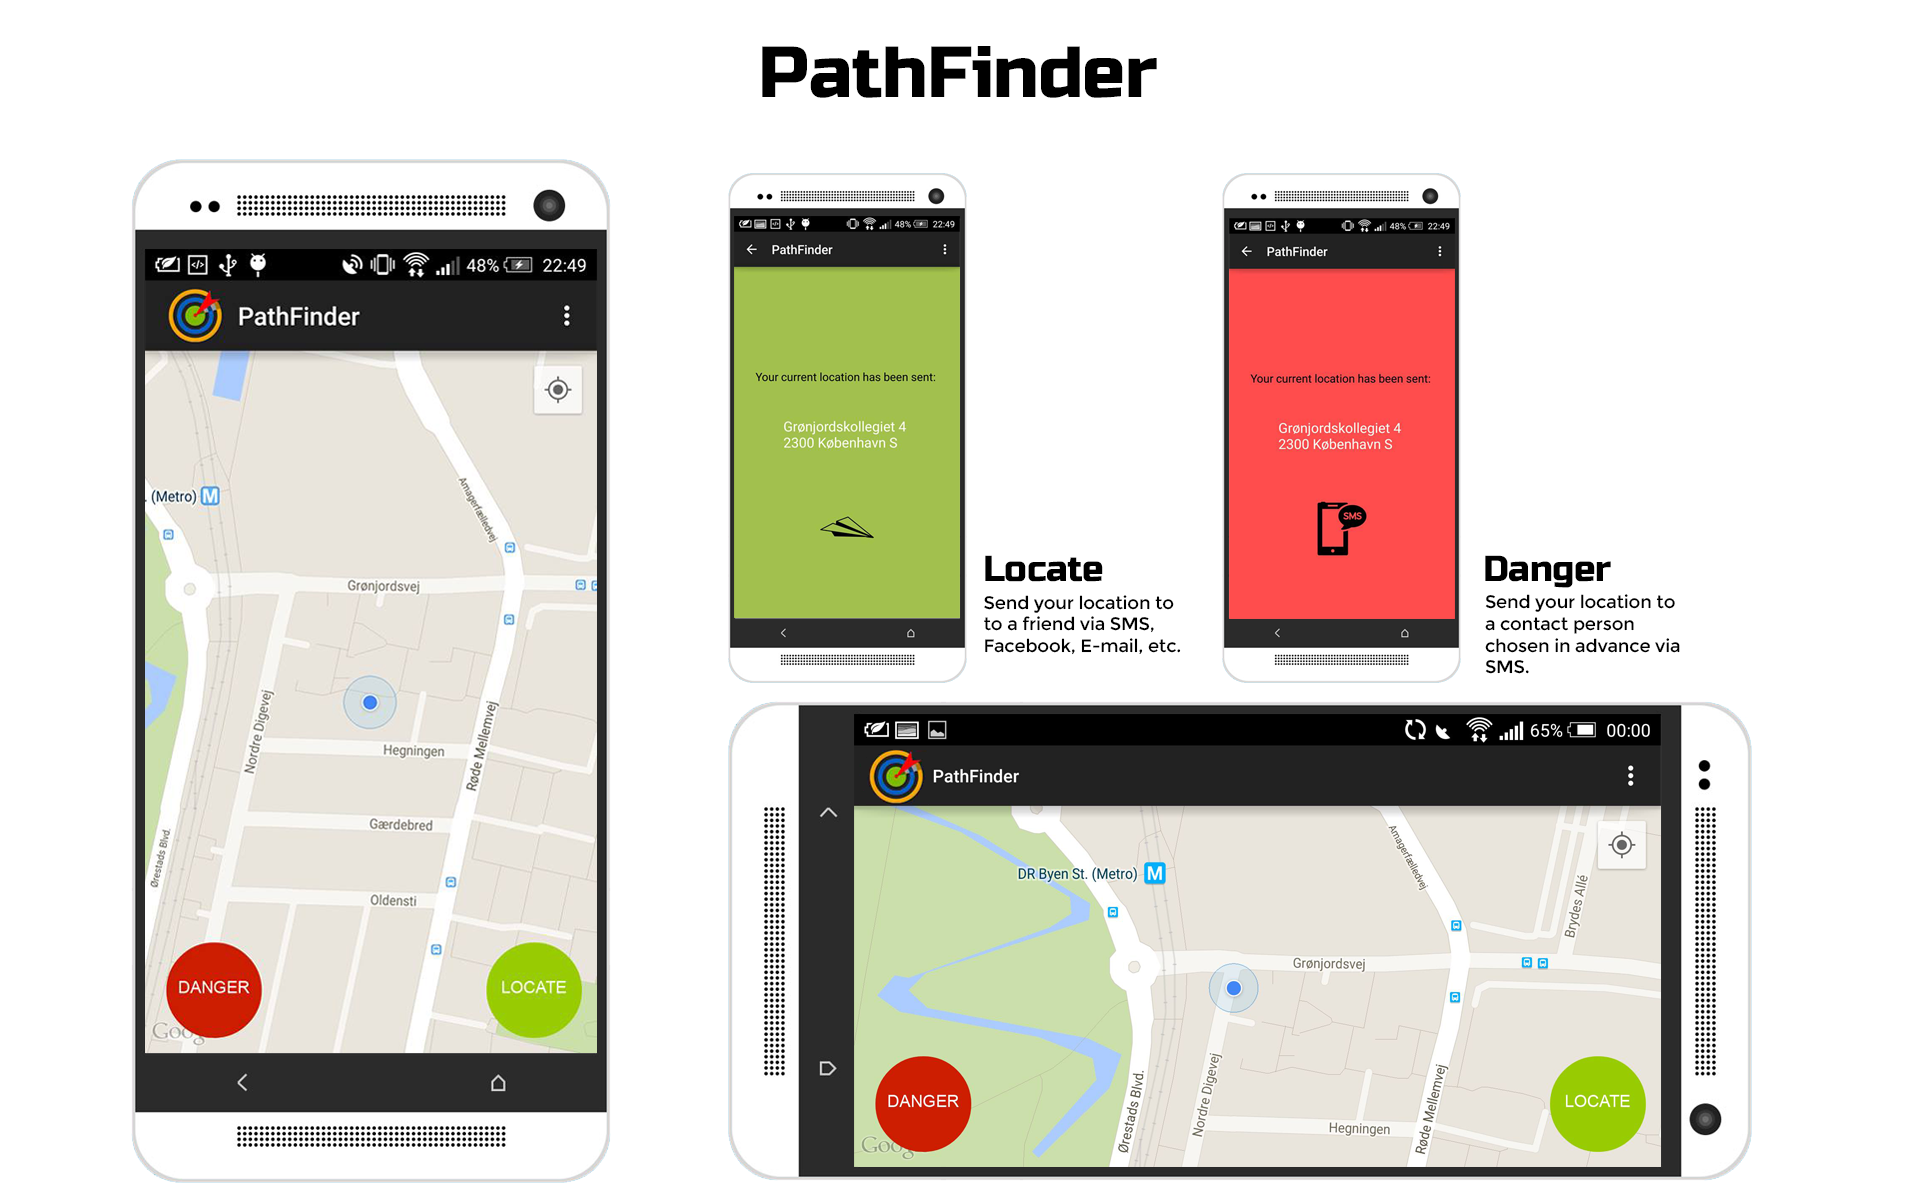 PathFinder
48% 22:49
PathFinder
. (Metro) M
Amagerfælledvej
Grønjordsvej
Nordre Digevej
Hegningen
Røde Mellemvej
Gærdebred
Ørestads Blvd.
Oldensti
DANGER
LOCATE
Goog
48% 22:49
PathFinder
Your current location has been sent:
Grønjordskollegiet 4
2300 København S
Locate
Send your location to
to a friend via SMS,
Facebook, E-mail, etc.
48% 22:49
PathFinder
Your current location has been sent:
Grønjordskollegiet 4
2300 København S
SMS
Danger
Send your location to
a contact person
chosen in advance via
SMS.
65% 00:00
PathFinder
DR Byen St. (Metro) M
Amagerfælledvej
Brydes Allé
Grønjordsvej
Nordre Digevej
Ørestads Blvd.
Hegningen
Røde Mellemvej
DANGER
LOCATE
Goog